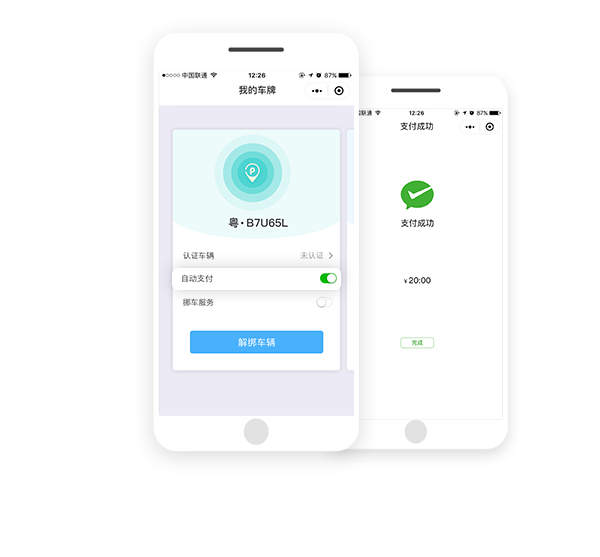 中国联通 12:26 87%
我的车牌
P
粤·B7U65L
认证车辆 未认证
自动支付
挪车服务
解绑车辆
联通 12:26 87%
支付成功
支付成功
¥20:00
完成